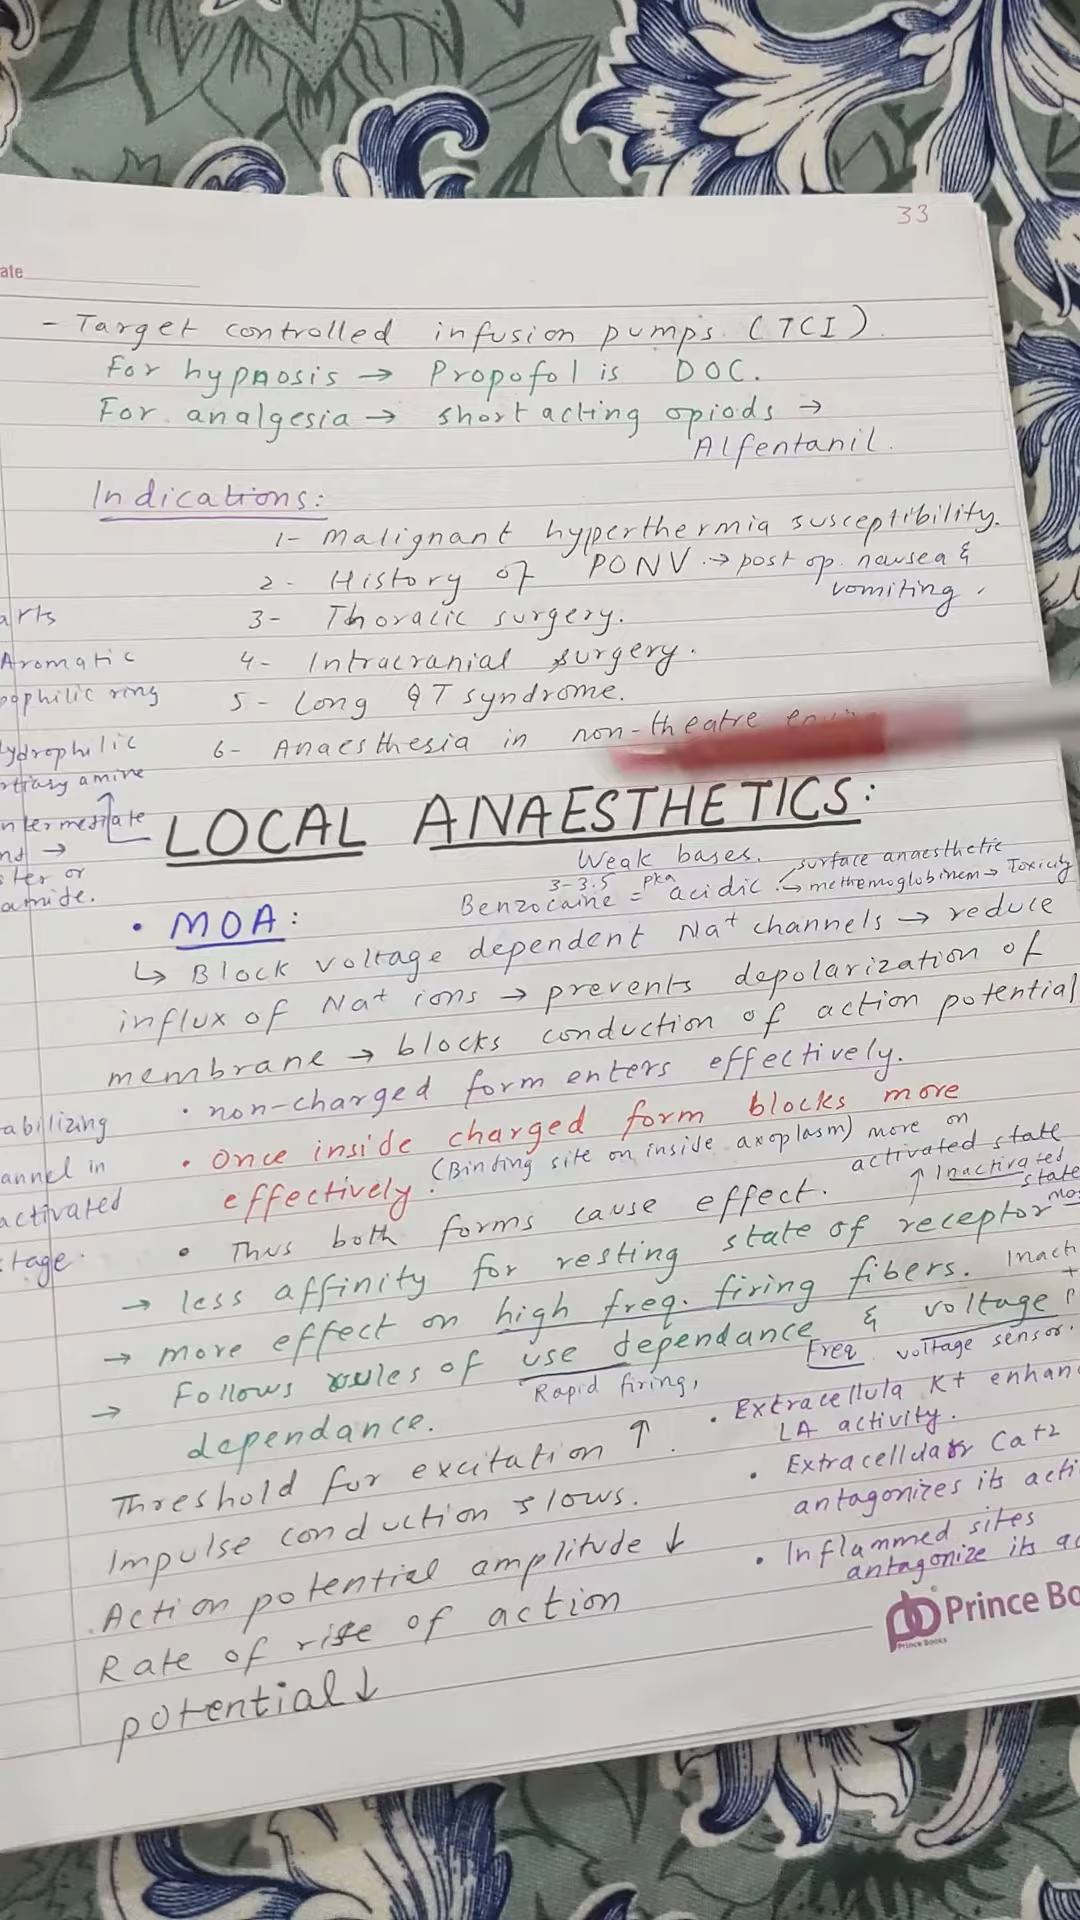 33
ate
- Target controlled infusion pumps. (TCI).
For hypnosis → Propofol is DOC.
For analgesia → short acting opiods →
Alfentanil.
Indications:
1- Malignant hyperthermia susceptibility.
2- History of PONV → post op. nausea &
vomiting,
3- Thoracic surgery.
4- Intracranial surgery.
5- Long QT syndrome.
6- Anaesthesia in non-theatre
arts
Aromatic
ophilic ring
ydrophilic
rtiary amine
ntermediate
nd →
ster or
amide.
LOCAL ANAESTHETICS:
Weak bases.
3-3.5 pka surface anaesthetic
Benzocaine = acidic. → methemoglobinem → Toxicity
• MOA:
↳ Block voltage dependent Na+ channels → reduce
influx of Na+ ions → prevents depolarization of
membrane → blocks conduction of action potential
• non-charged form enters effectively.
• Once inside charged form blocks more
effectively. (Binding site on inside axoplasm) more on
activated state
↑ Inactivated
state
• Thus both forms cause effect.
→ less affinity for resting state of receptor
→ more effect on high freq. firing fibers.
→ Follows rules of use dependance & voltage
dependance.
Rapid firing,
Freq voltage sensor.
abilizing
annel in
activated
tage.
Threshold for excitation ↑.
Impulse conduction slows.
Action potential amplitude ↓
Rate of rise of action
potential ↓
• Extracellula K+ enhan
LA activity.
• Extracellular Ca+2
antagonizes its acti
• Inflammed sites
antagonize its ac
Prince Bo
Prince Books